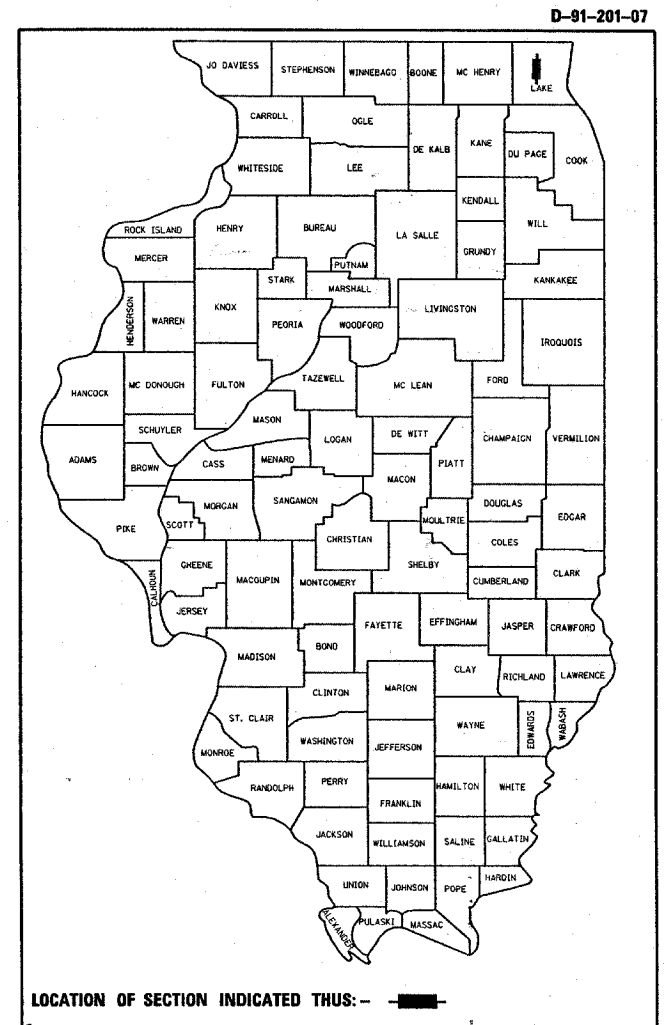 D-91-201-07
JO DAVIESS
STEPHENSON
WINNEBAGO
BOONE
MC HENRY
LAKE
CARROLL
OGLE
DE KALB
KANE
DU PAGE
COOK
WHITESIDE
LEE
KENDALL
WILL
ROCK ISLAND
HENRY
BUREAU
LA SALLE
GRUNDY
MERCER
PUTNAM
STARK
MARSHALL
KANKAKEE
HENDERSON
WARREN
KNOX
PEORIA
WOODFORD
LIVINGSTON
IROQUOIS
HANCOCK
MC DONOUGH
FULTON
TAZEWELL
MC LEAN
FORD
MASON
SCHUYLER
LOGAN
DE WITT
CHAMPAIGN
VERMILION
ADAMS
BROWN
CASS
MENARD
MACON
PIATT
PIKE
SCOTT
MORGAN
SANGAMON
CHRISTIAN
MOULTRIE
DOUGLAS
EDGAR
COLES
CALHOUN
GREENE
MACOUPIN
MONTGOMERY
SHELBY
CUMBERLAND
CLARK
JERSEY
FAYETTE
EFFINGHAM
JASPER
CRAWFORD
MADISON
BOND
CLAY
RICHLAND
LAWRENCE
CLINTON
MARION
ST. CLAIR
WAYNE
EDWARDS
WABASH
MONROE
WASHINGTON
JEFFERSON
RANDOLPH
PERRY
HAMILTON
WHITE
FRANKLIN
JACKSON
WILLIAMSON
SALINE
GALLATIN
UNION
JOHNSON
POPE
HARDIN
ALEXANDER
PULASKI
MASSAC
LOCATION OF SECTION INDICATED THUS: -